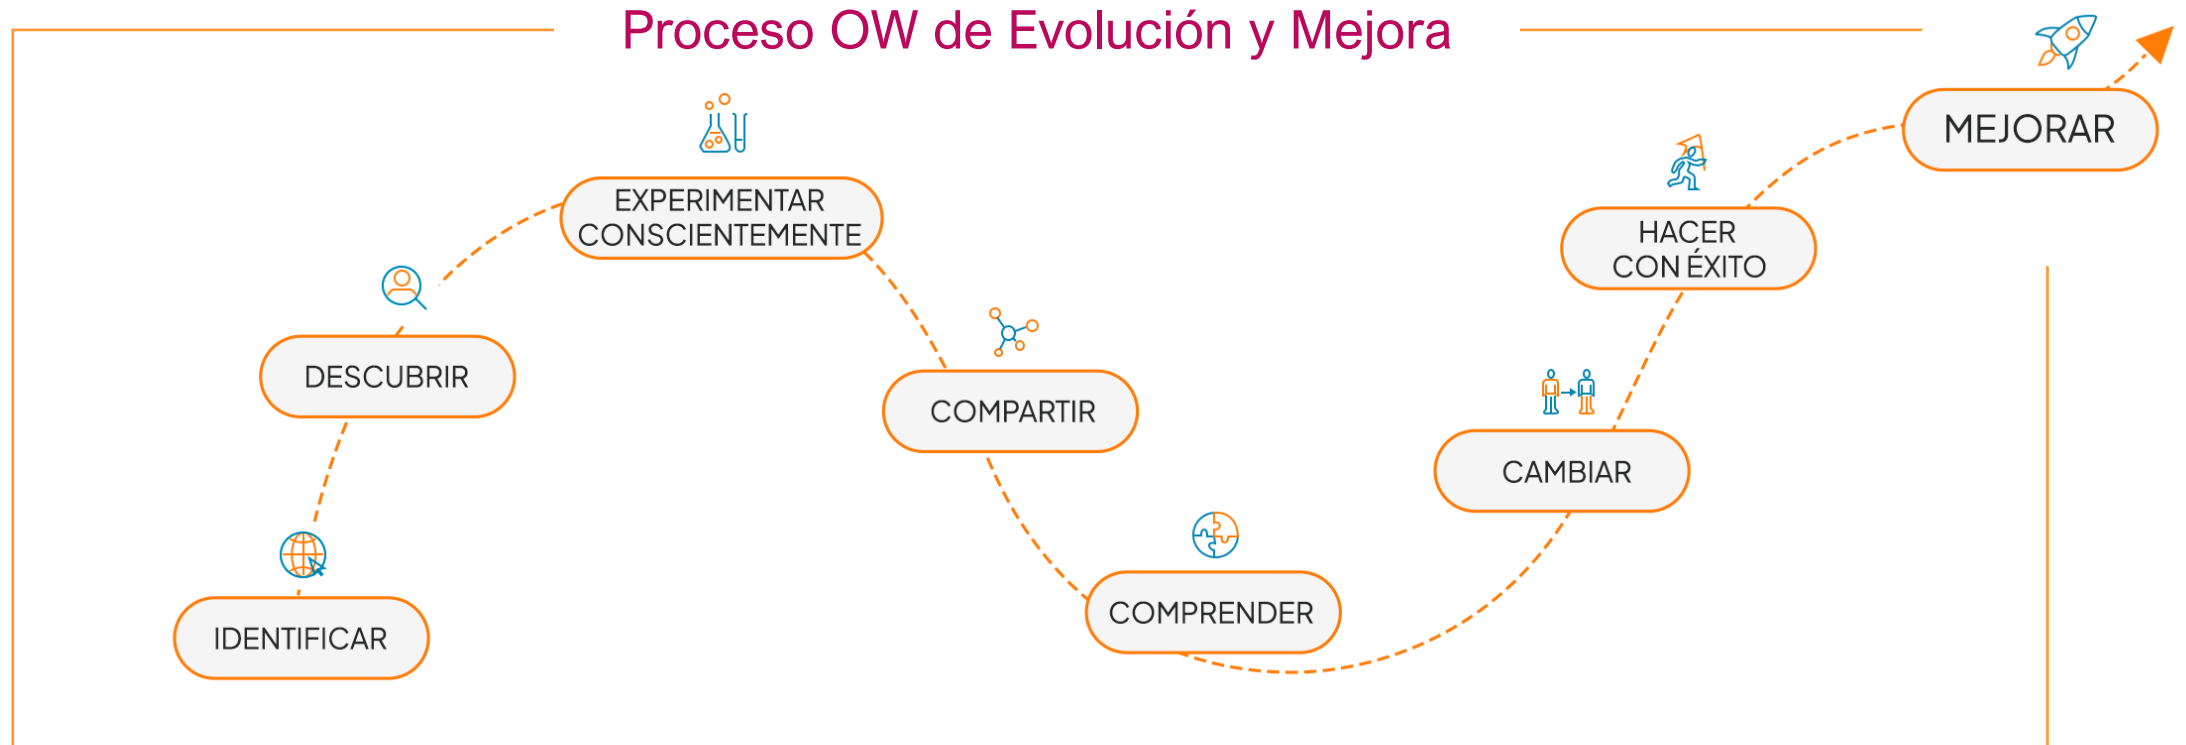 Proceso OW de Evolución y Mejora
IDENTIFICAR
DESCUBRIR
EXPERIMENTAR
CONSCIENTEMENTE
COMPARTIR
COMPRENDER
CAMBIAR
HACER
CON ÉXITO
MEJORAR